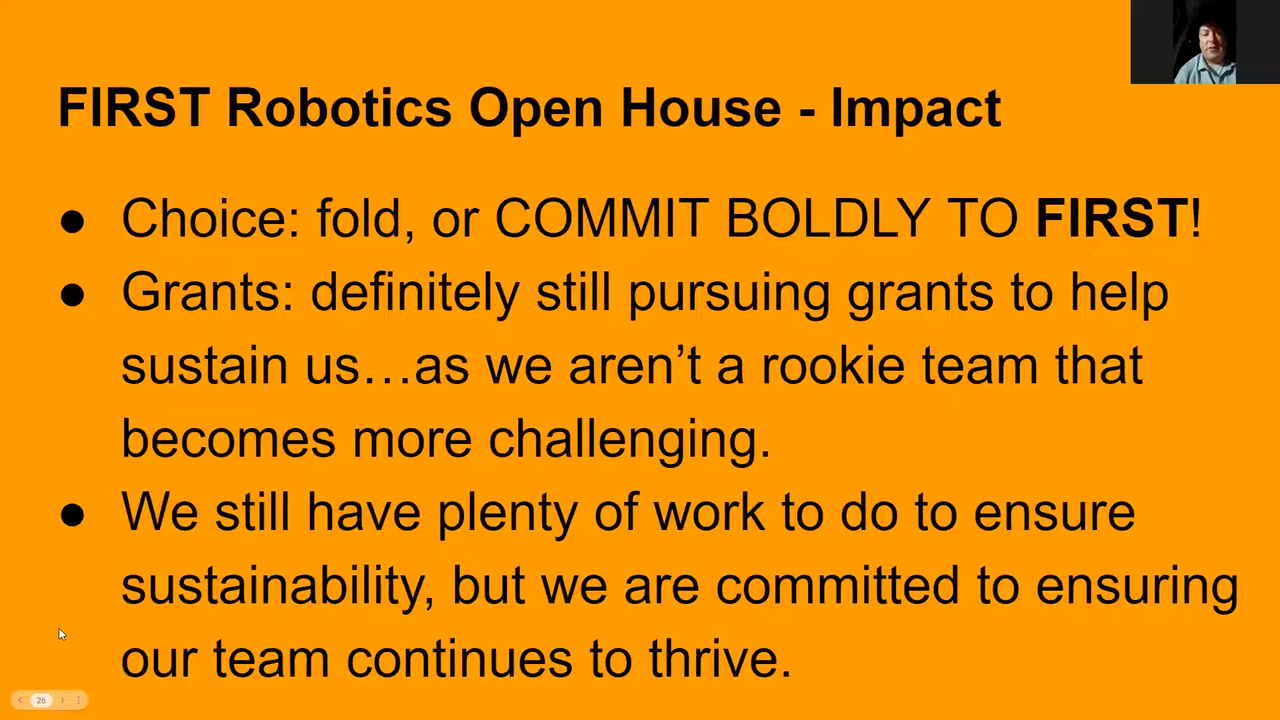 FIRST Robotics Open House - Impact
● Choice: fold, or COMMIT BOLDLY TO FIRST!
● Grants: definitely still pursuing grants to help
sustain us…as we aren’t a rookie team that
becomes more challenging.
● We still have plenty of work to do to ensure
sustainability, but we are committed to ensuring
our team continues to thrive.
26